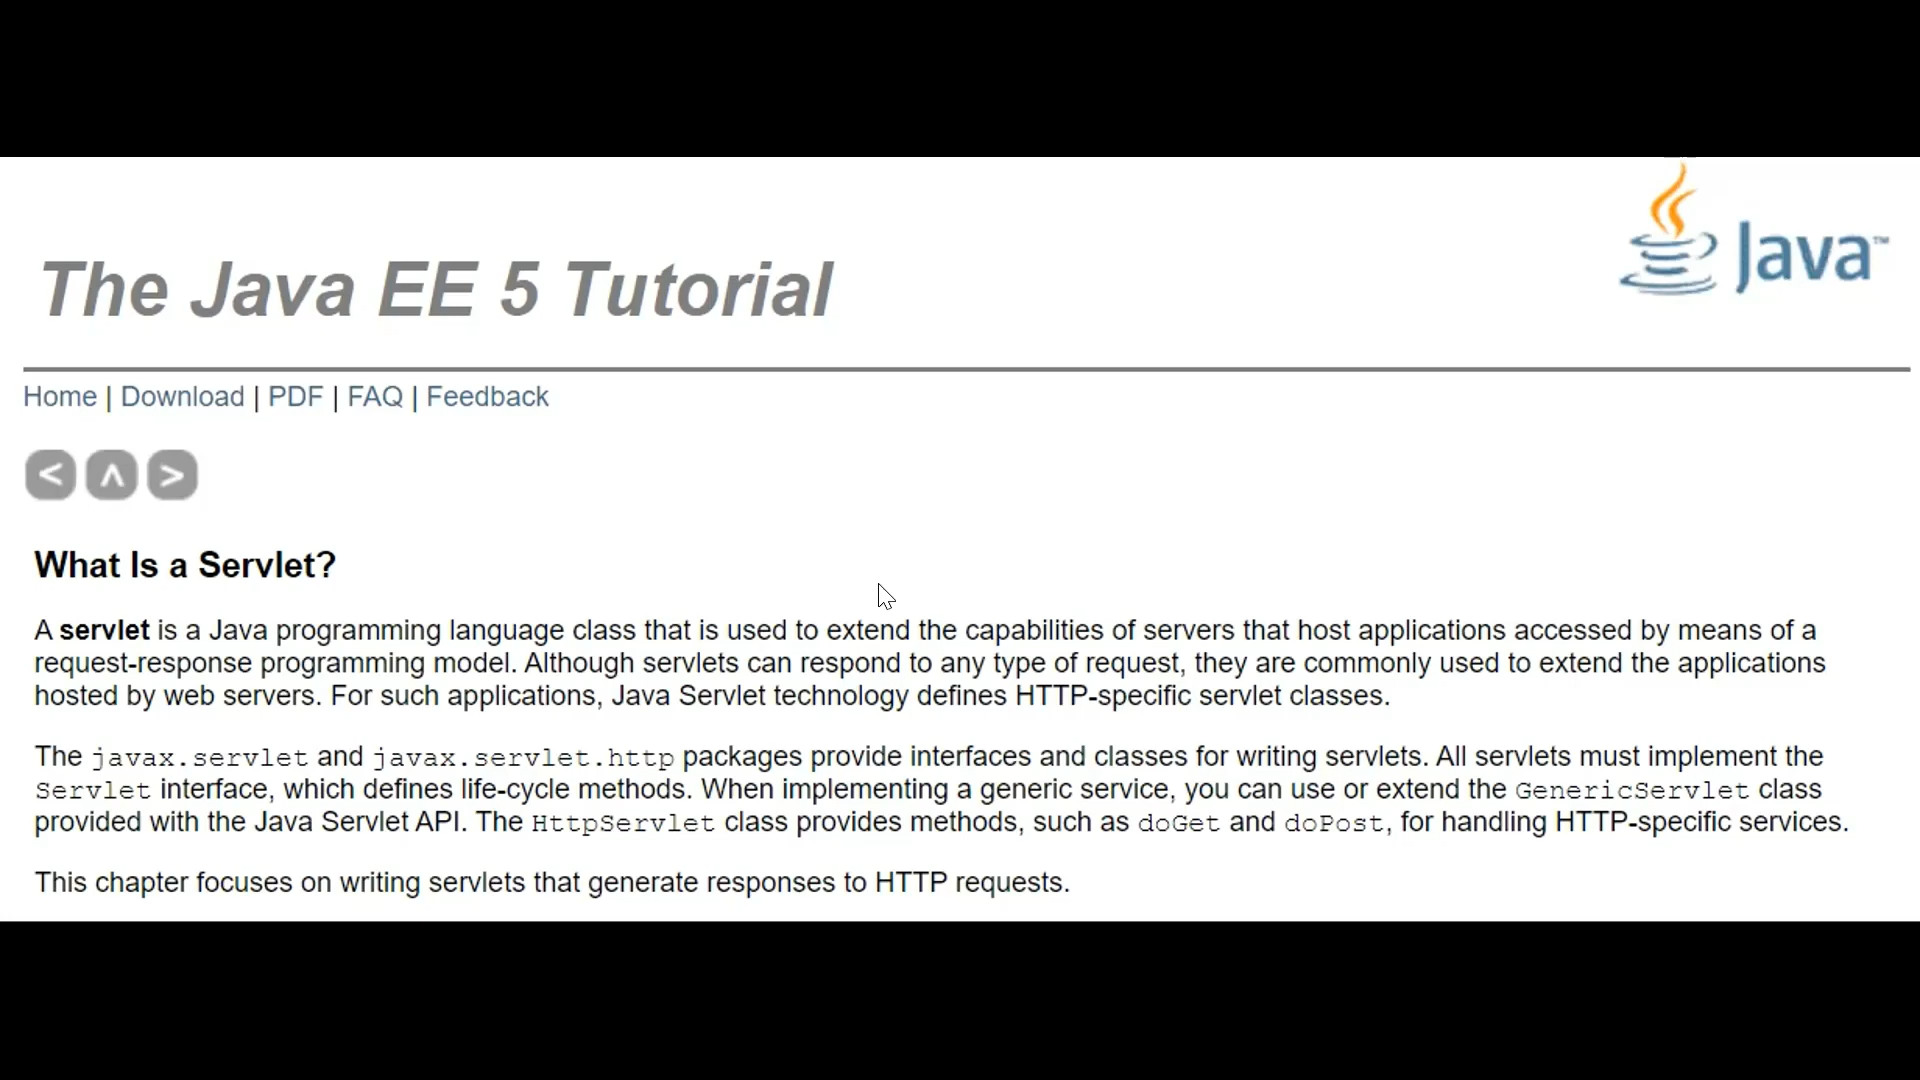 Java™
The Java EE 5 Tutorial
Home | Download | PDF | FAQ | Feedback
< ʌ >
What Is a Servlet?
A servlet is a Java programming language class that is used to extend the capabilities of servers that host applications accessed by means of a
request-response programming model. Although servlets can respond to any type of request, they are commonly used to extend the applications
hosted by web servers. For such applications, Java Servlet technology defines HTTP-specific servlet classes.
The javax.servlet and javax.servlet.http packages provide interfaces and classes for writing servlets. All servlets must implement the
Servlet interface, which defines life-cycle methods. When implementing a generic service, you can use or extend the GenericServlet class
provided with the Java Servlet API. The HttpServlet class provides methods, such as doGet and doPost, for handling HTTP-specific services.
This chapter focuses on writing servlets that generate responses to HTTP requests.